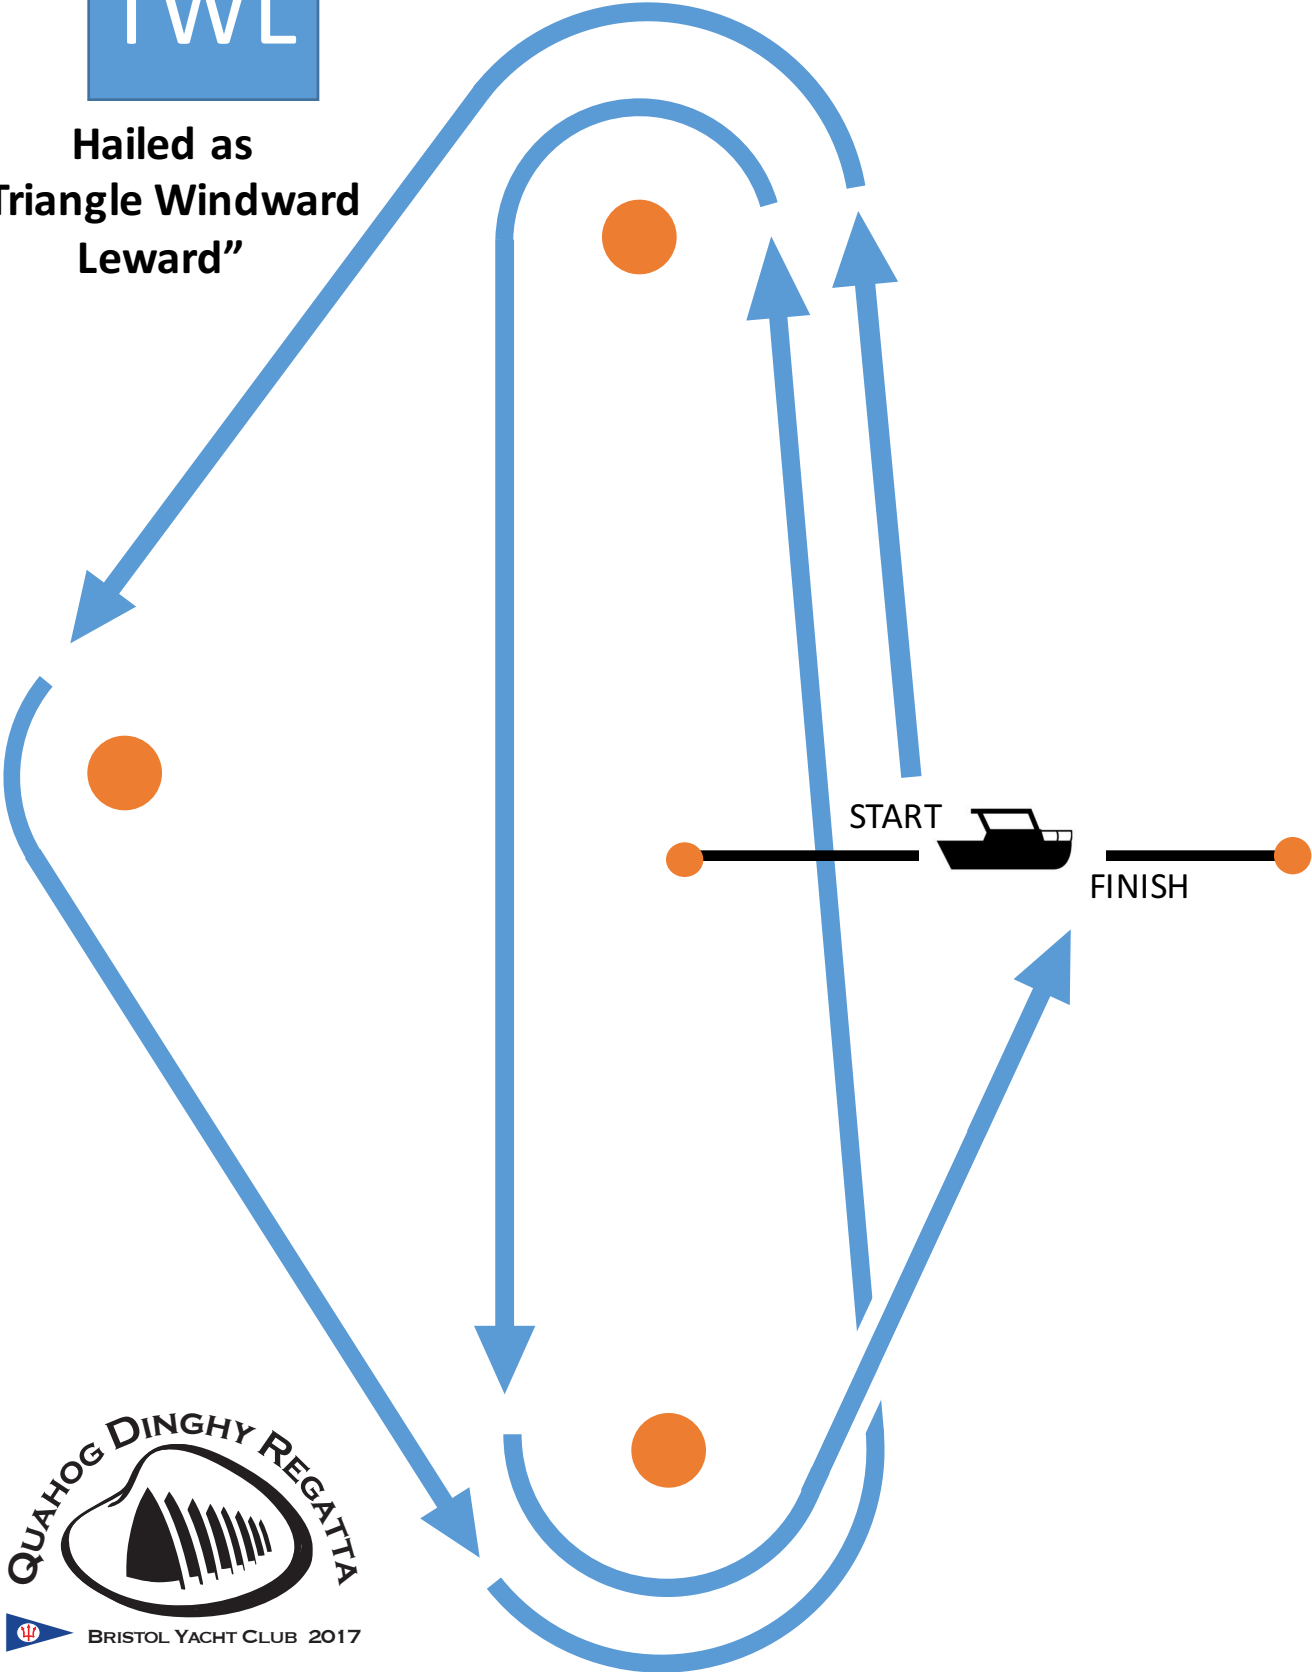 TWL
Hailed as
Triangle Windward
Leward”
START
FINISH
QUAHOG DINGHY REGATTA
BRISTOL YACHT CLUB 2017